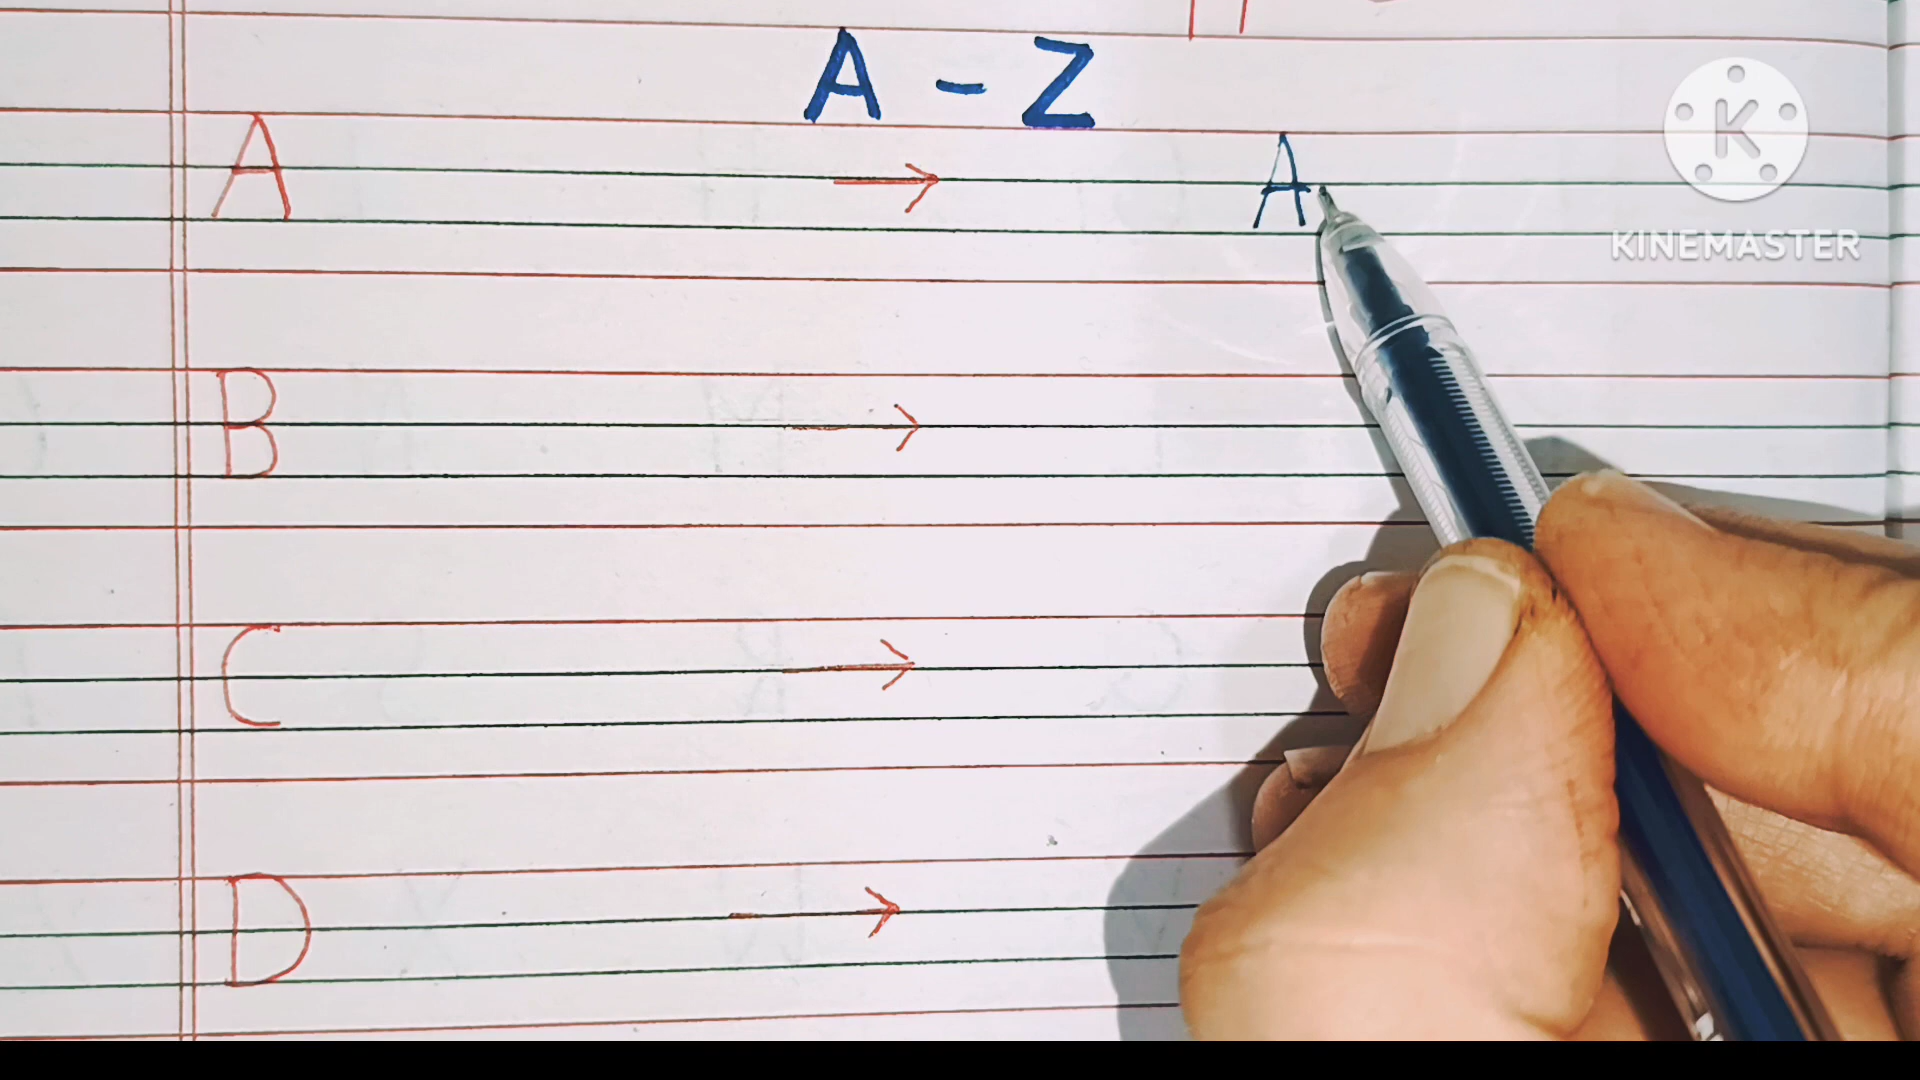 A - Z
A → A
K
KINEMASTER
B →
C →
D →